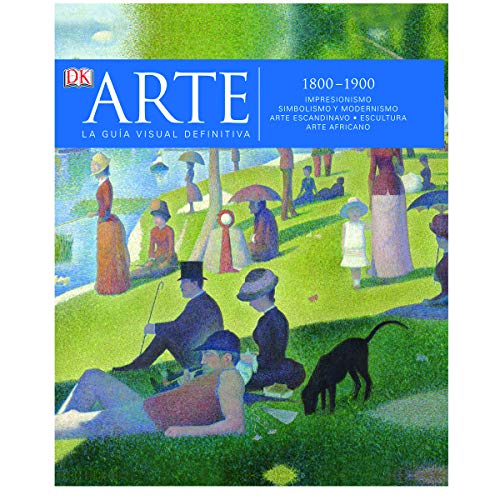 DK
ARTE
LA GUÍA VISUAL DEFINITIVA
1800–1900
IMPRESIONISMO
SIMBOLISMO Y MODERNISMO
ARTE ESCANDINAVO • ESCULTURA
ARTE AFRICANO